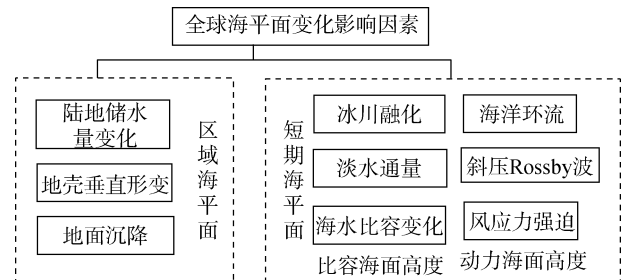 全球海平面变化影响因素
陆地储水
量变化
地壳垂直形变
地面沉降
区域海平面
短期海平面
冰川融化
淡水通量
海水比容变化
比容海面高度
海洋环流
斜压Rossby波
风应力强迫
动力海面高度